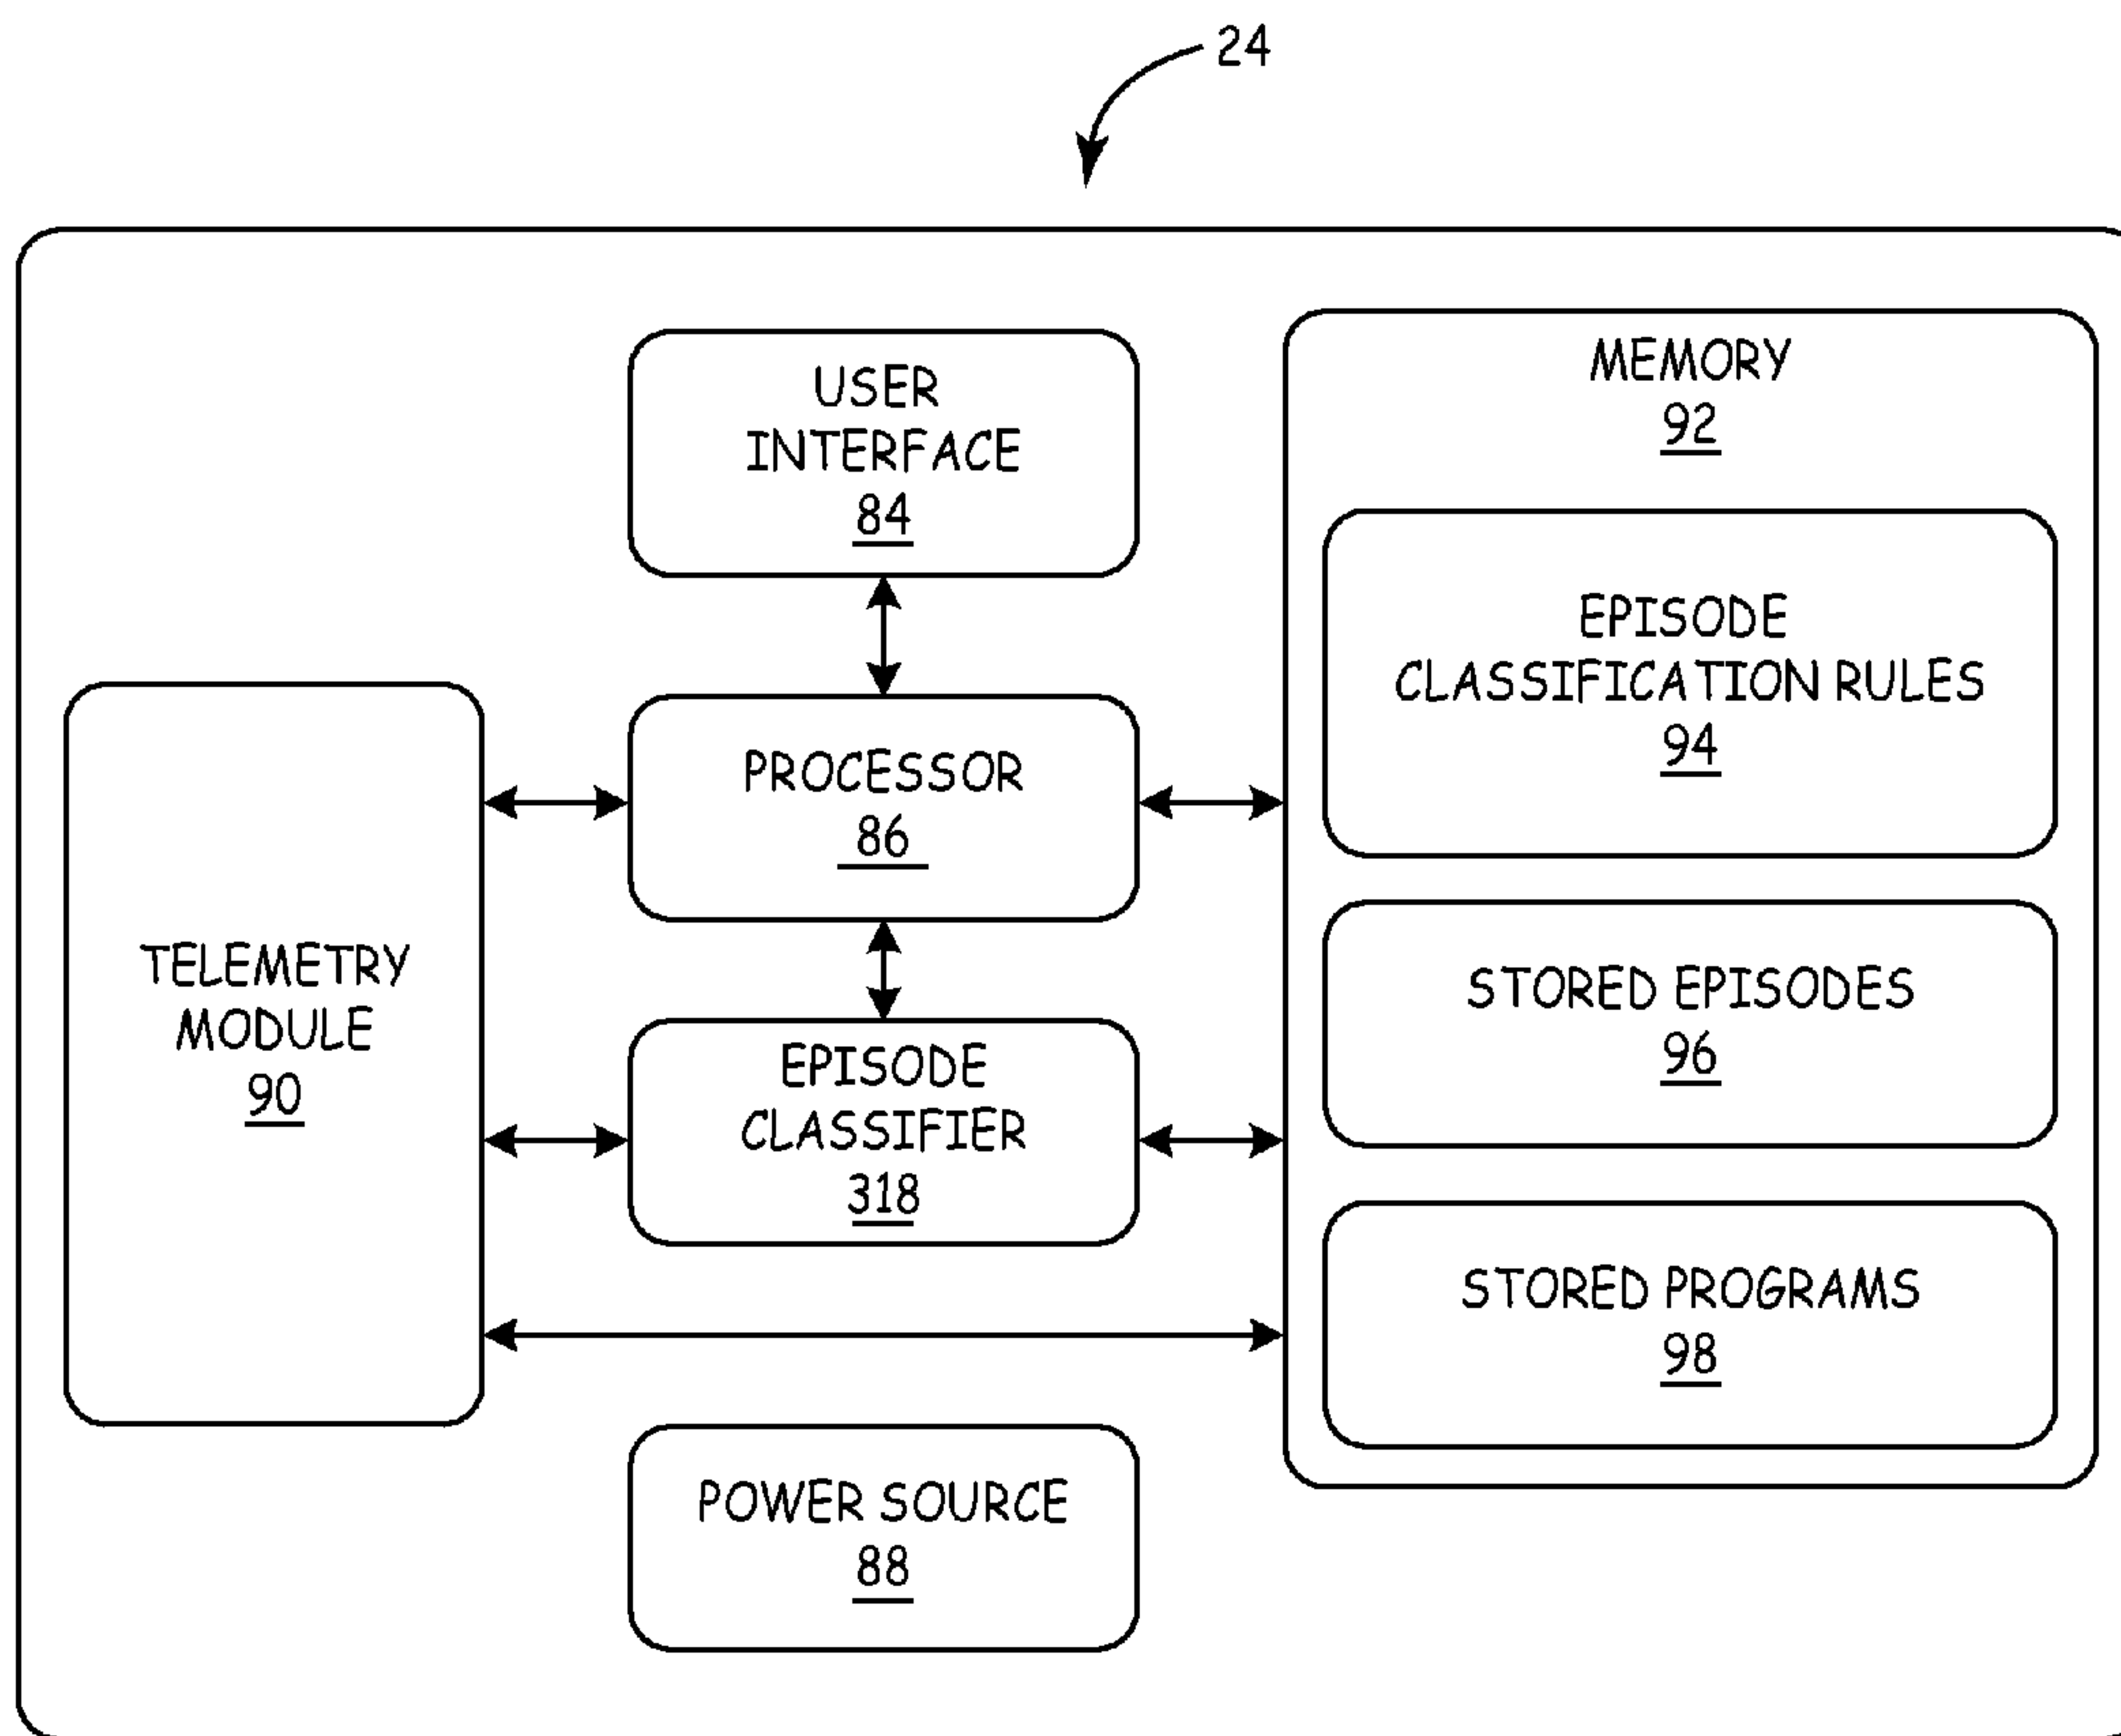 24
USER
INTERFACE
84
MEMORY
92
EPISODE
CLASSIFICATION RULES
94
PROCESSOR
86
TELEMETRY
MODULE
90
EPISODE
CLASSIFIER
318
STORED EPISODES
96
STORED PROGRAMS
98
POWER SOURCE
88